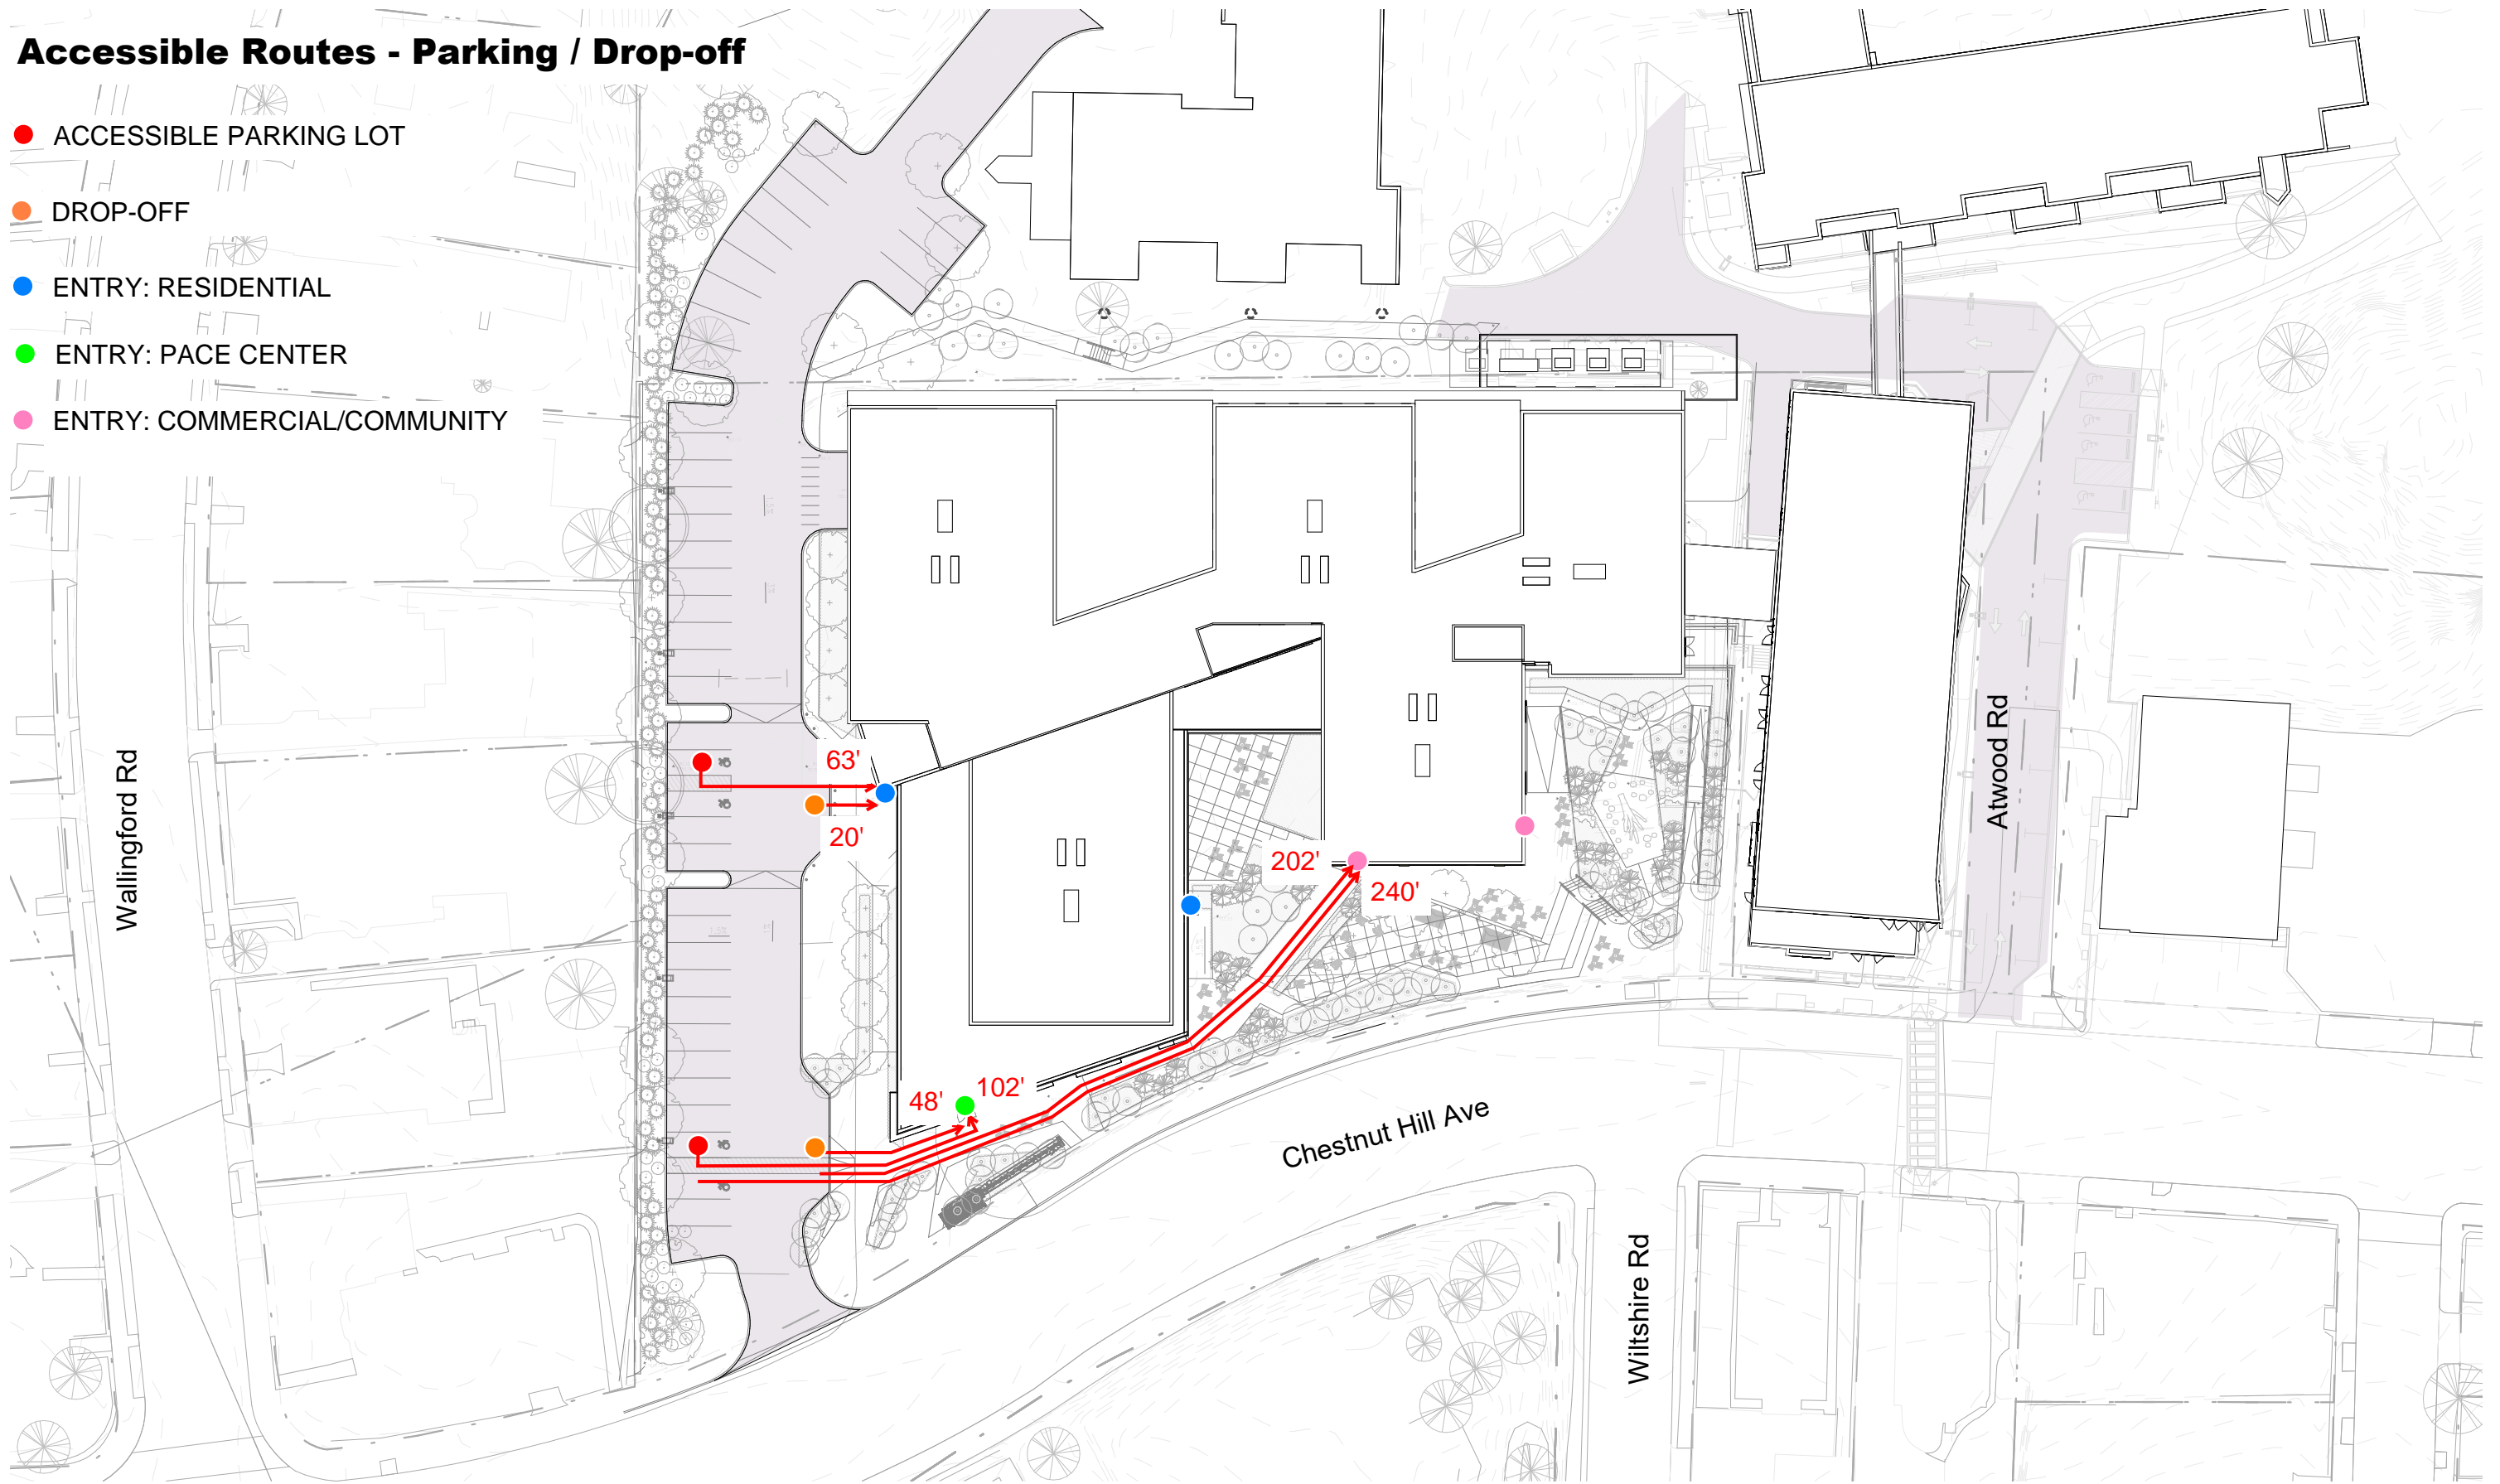 Accessible Routes - Parking / Drop-off
ACCESSIBLE PARKING LOT
DROP-OFF
ENTRY: RESIDENTIAL
ENTRY: PACE CENTER
ENTRY: COMMERCIAL/COMMUNITY
Wallingford Rd
63'
20'
202'
240'
48'
102'
Atwood Rd
Chestnut Hill Ave
Wiltshire Rd